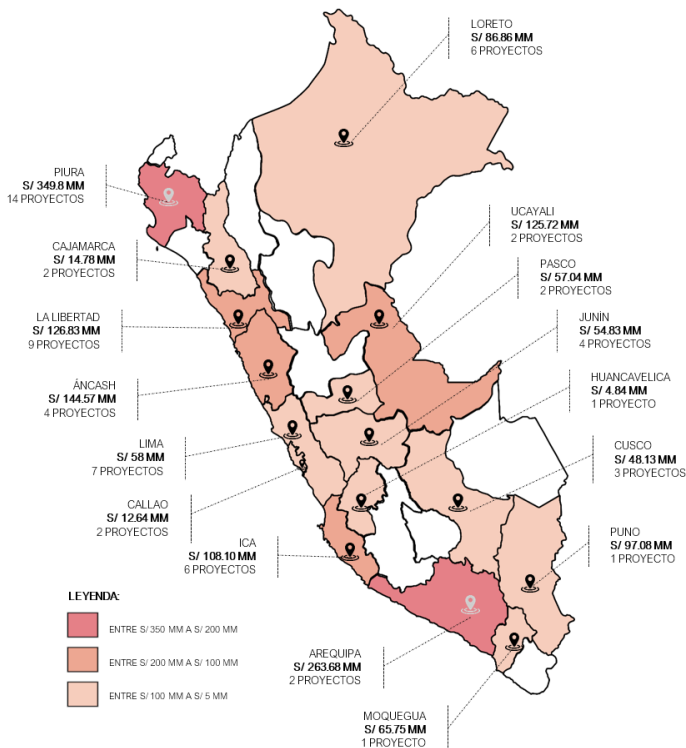 LORETO
S/ 86.86 MM
6 PROYECTOS
PIURA
S/ 349.8 MM
14 PROYECTOS
UCAYALI
S/ 125.72 MM
2 PROYECTOS
CAJAMARCA
S/ 14.78 MM
2 PROYECTOS
PASCO
S/ 57.04 MM
2 PROYECTOS
LA LIBERTAD
S/ 126.83 MM
9 PROYECTOS
JUNÍN
S/ 54.83 MM
4 PROYECTOS
ÂNCASH
S/ 144.57 MM
4 PROYECTOS
HUANCAVELICA
S/ 4.84 MM
1 PROYECTO
LIMA
S/ 58 MM
7 PROYECTOS
CUSCO
S/ 48.13 MM
3 PROYECTOS
CALLAO
S/ 12.64 MM
2 PROYECTOS
ICA
S/ 108.10 MM
6 PROYECTOS
PUNO
S/ 97.08 MM
1 PROYECTO
LEYENDA:
ENTRE S/ 350 MM A S/ 200 MM
ENTRE S/ 200 MM A S/ 100 MM
ENTRE S/ 100 MM A S/ 5 MM
AREQUIPA
S/ 263.68 MM
2 PROYECTOS
MOQUEGUA
S/ 65.75 MM
1 PROYECTO